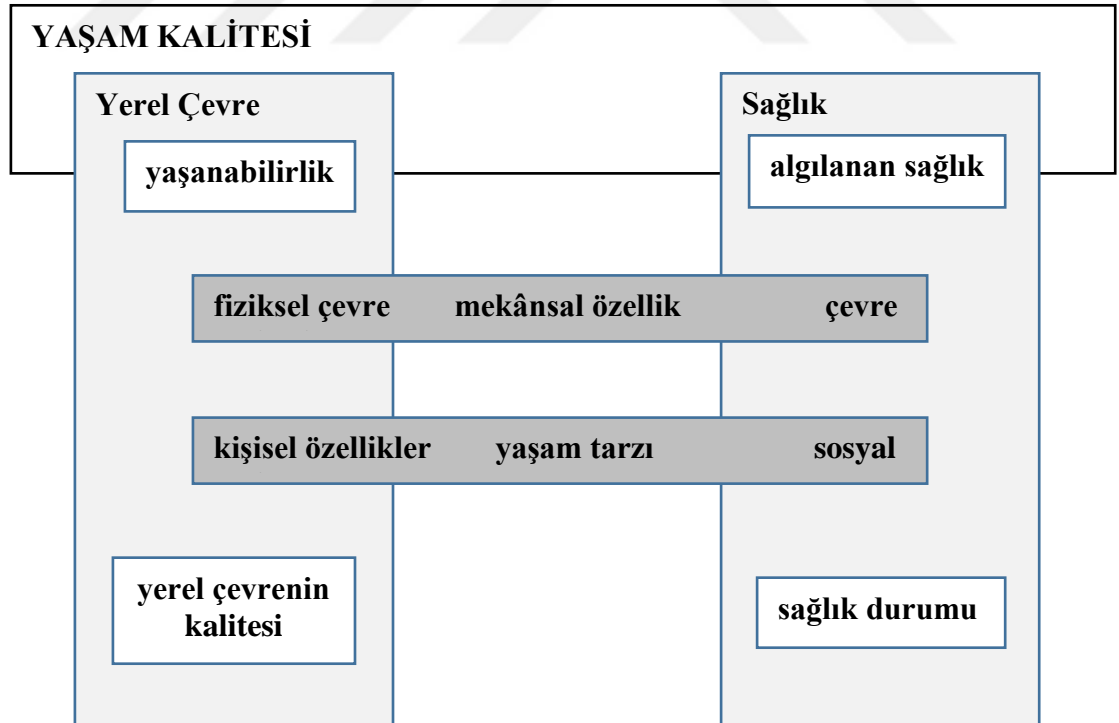 YAŞAM KALİTESİ
Yerel Çevre
Sağlık
yaşanabilirlik
algılanan sağlık
fiziksel çevre mekânsal özellik çevre
kişisel özellikler yaşam tarzı sosyal
yerel çevrenin
kalitesi
sağlık durumu